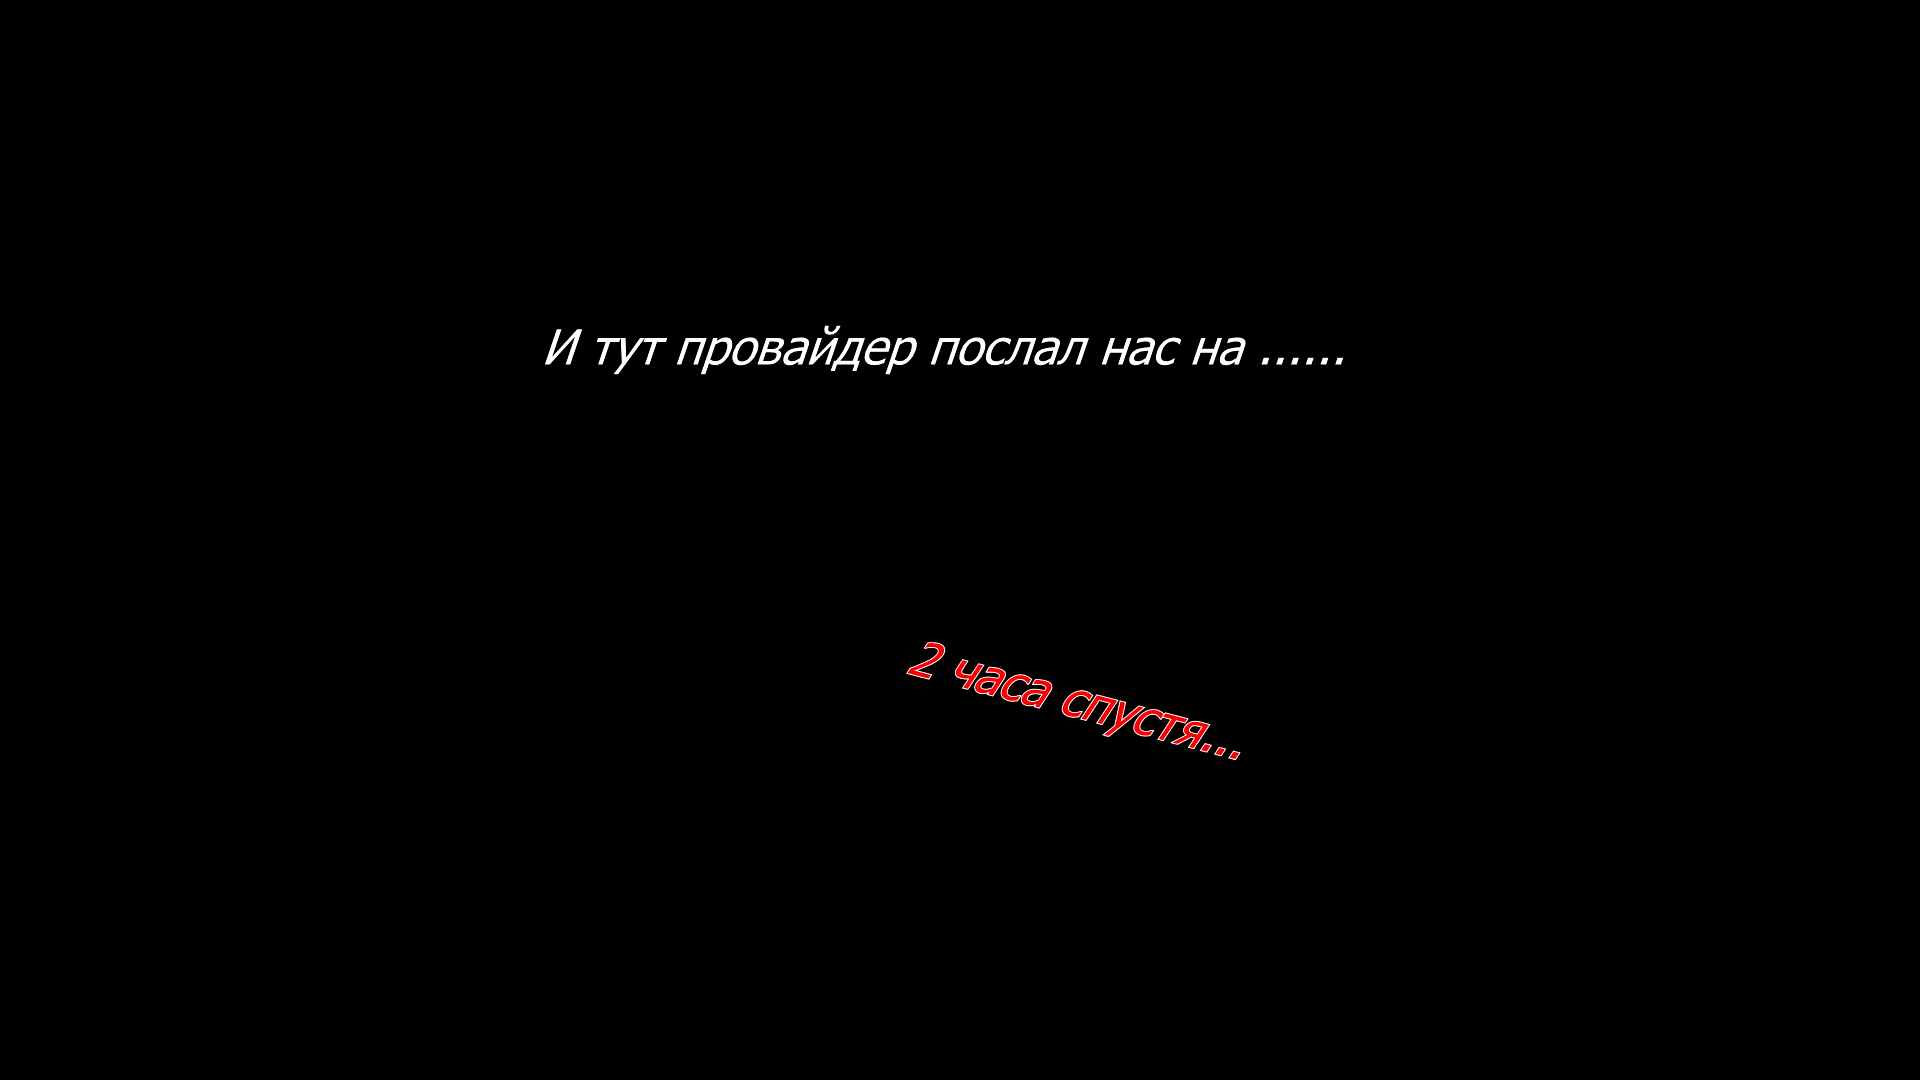 И тут провайдер послал нас на ......
2 часа спустя...